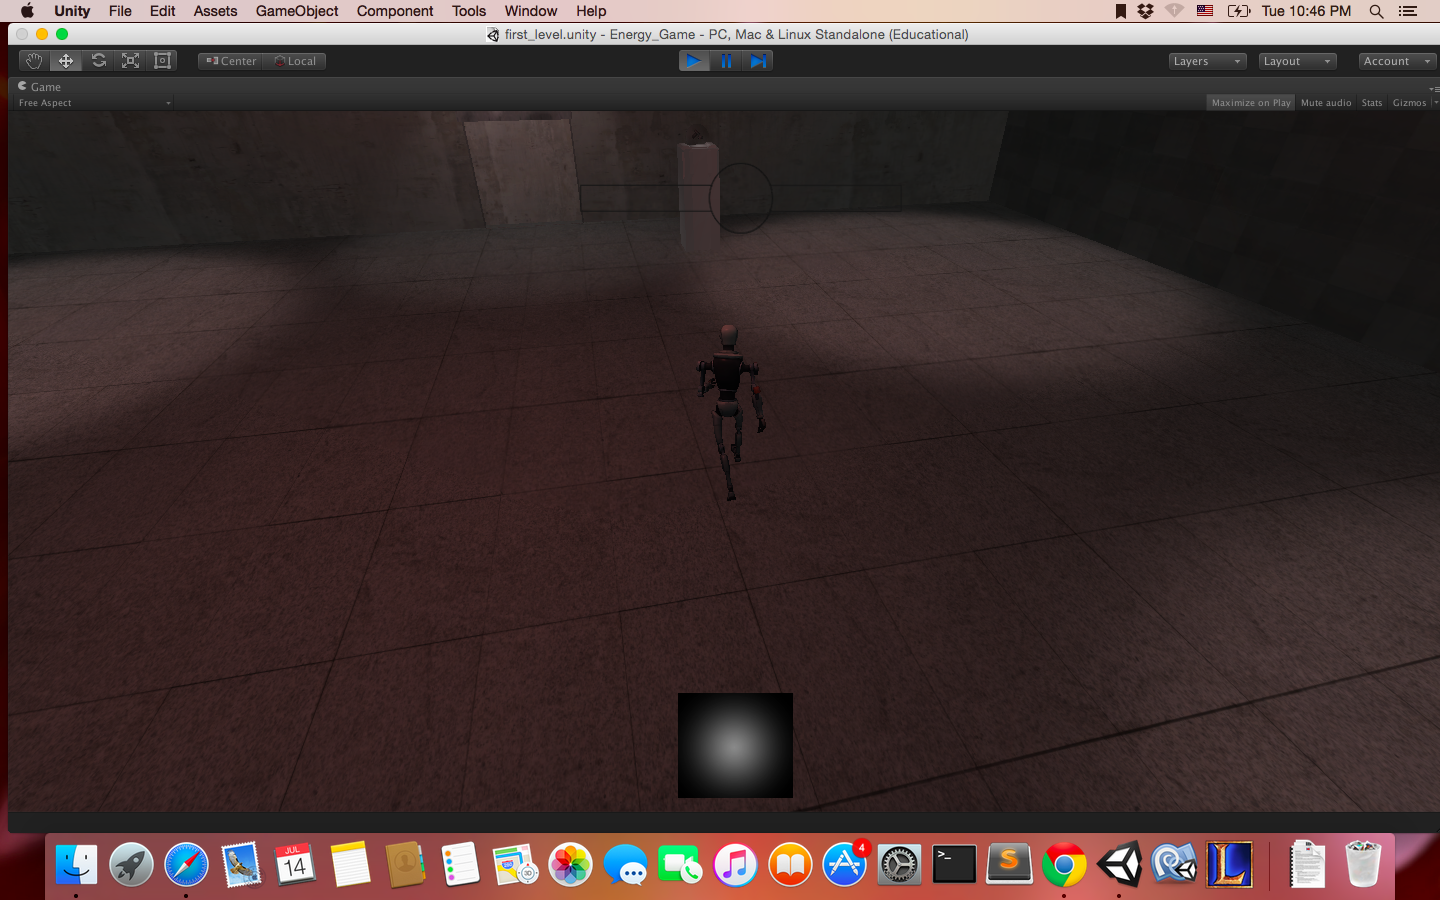 Unity File Edit Assets GameObject Component Tools Window Help Tue 10:46 PM
first_level.unity - Energy_Game - PC, Mac & Linux Standalone (Educational)
Center Local Layers Layout Account
Game
Free Aspect Maximize on Play Mute audio Stats Gizmos
JUL
14
3D
4
>_
S
L